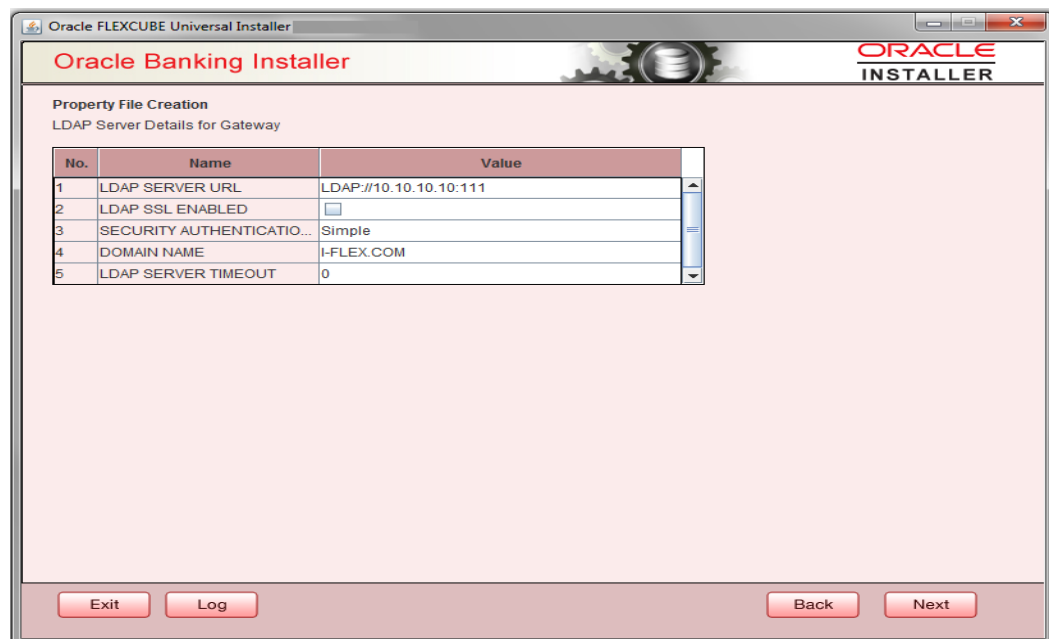 Oracle FLEXCUBE Universal Installer
Oracle Banking Installer
ORACLE
INSTALLER
Property File Creation
LDAP Server Details for Gateway
No. Name Value
1 LDAP SERVER URL LDAP://10.10.10.10:111
2 LDAP SSL ENABLED
3 SECURITY AUTHENTICATIO... Simple
4 DOMAIN NAME I-FLEX.COM
5 LDAP SERVER TIMEOUT 0
Exit Log Back Next